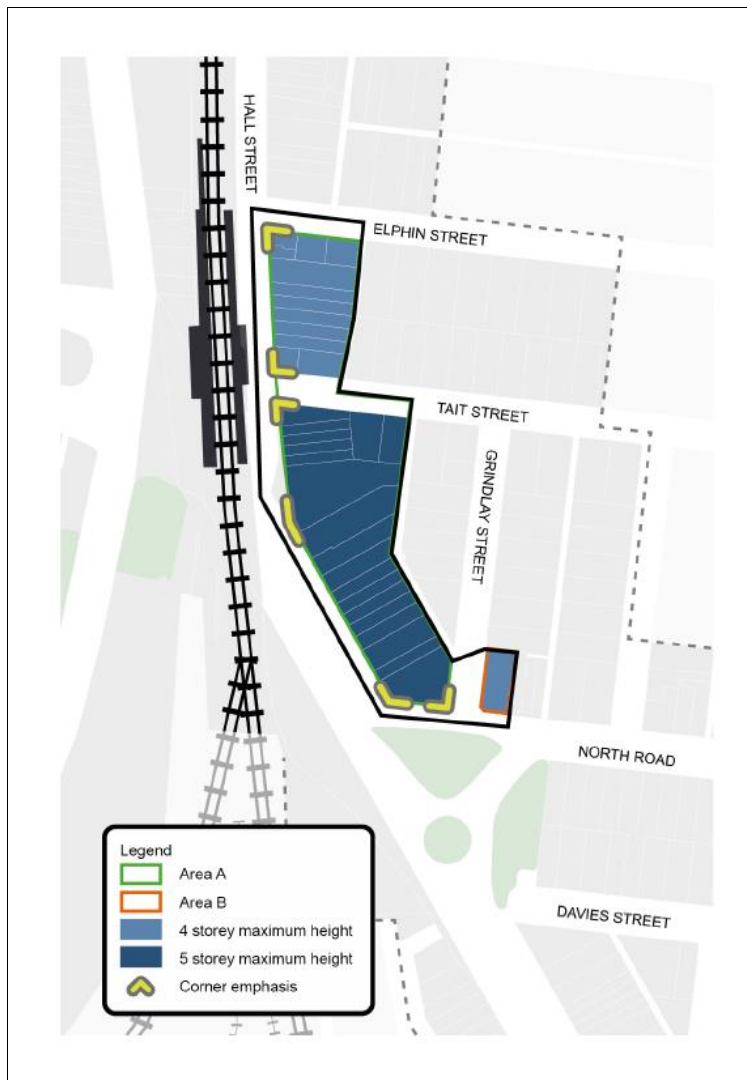 HALL STREET
ELPHIN STREET
TAIT STREET
GRINDLAY STREET
NORTH ROAD
DAVIES STREET
Legend
Area A
Area B
4 storey maximum height
5 storey maximum height
Corner emphasis